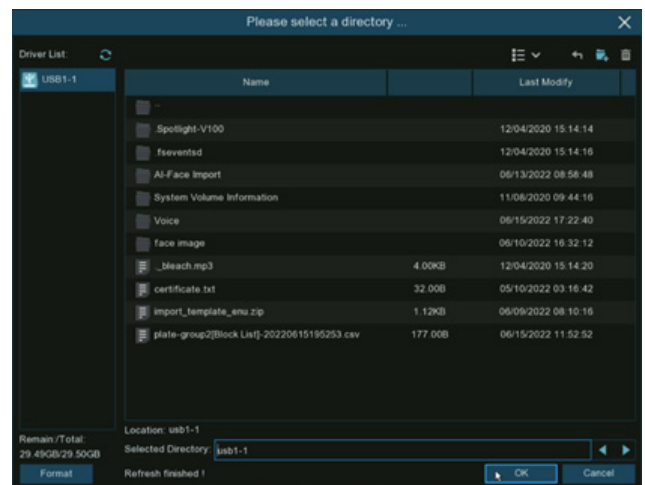 Please select a directory ...
Driver List:
USB1-1
Name Last Modify
..
.Spotlight-V100 12/04/2020 15:14:14
.fseventsd 12/04/2020 15:14:16
AI-Face Import 06/13/2022 08:58:48
System Volume Information 11/08/2020 09:44:16
Voice 06/15/2022 17:22:40
face image 06/10/2022 16:32:12
._bleach.mp3 4.00KB 12/04/2020 15:14:20
certificate.txt 32.00B 05/10/2022 03:16:42
import_template_enu.zip 1.12KB 06/09/2022 08:10:16
plate-group2[Block List]-20220615195253.csv 177.00B 06/15/2022 11:52:52
Location: usb1-1
Remain:/Total:
29.49GB/29.50GB
Selected Directory: usb1-1
Format
Refresh finished !
OK
Cancel